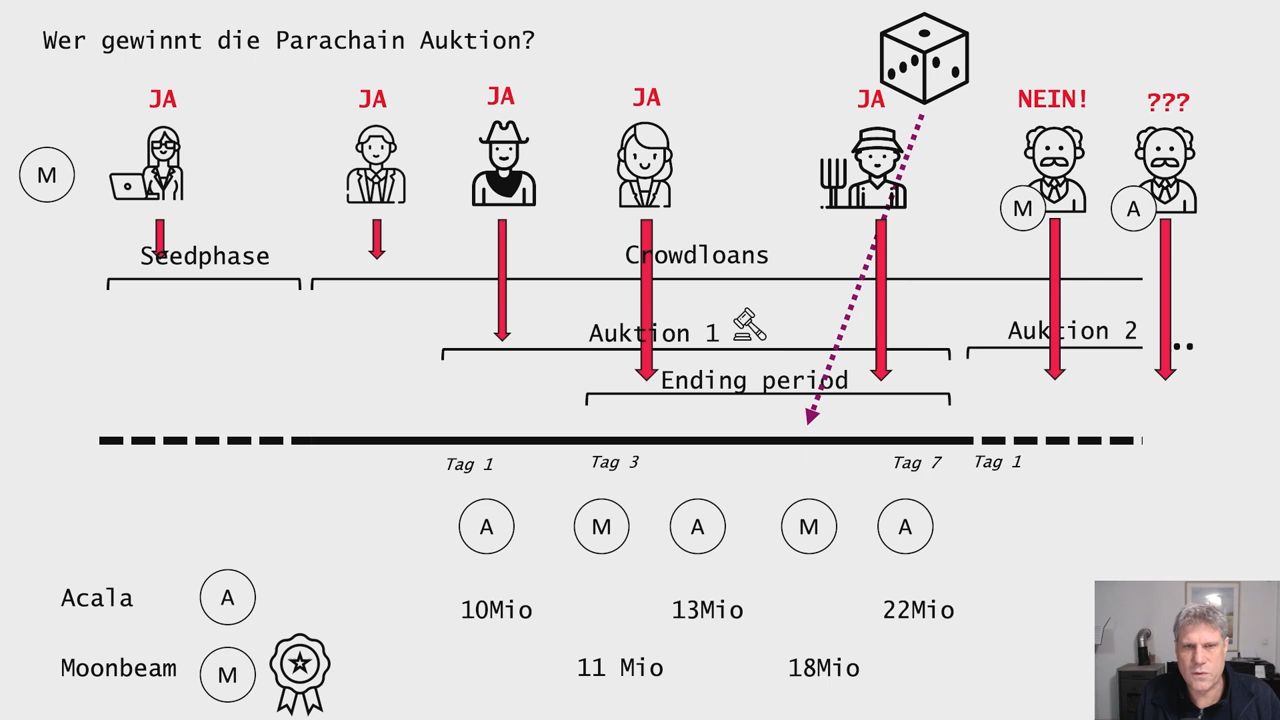 Wer gewinnt die Parachain Auktion?
JA JA JA JA JA NEIN! ???
M
M A
Seedphase Crowdloans
Auktion 1 Auktion 2 ..
Ending period
Tag 1 Tag 3 Tag 7 Tag 1
A M A M A
Acala A 10Mio 13Mio 22Mio
Moonbeam M 11 Mio 18Mio